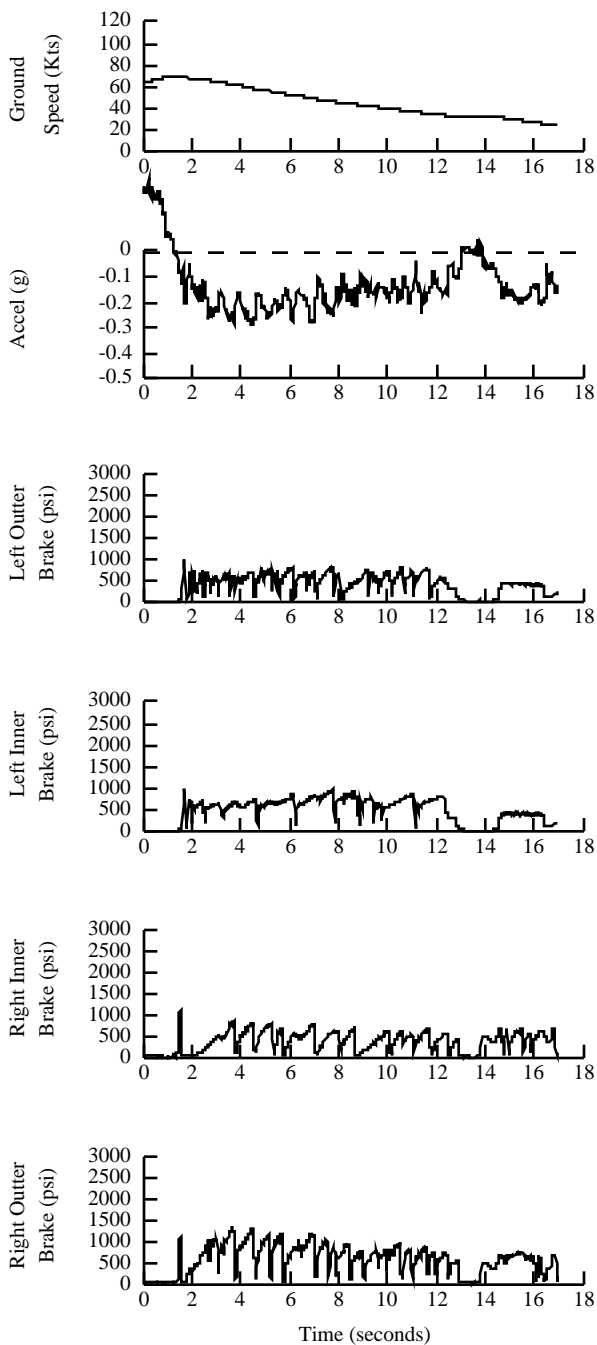 Ground
Speed (Kts)
120
100
80
60
40
20
0
0 2 4 6 8 10 12 14 16 18
Accel (g)
0
-0.1
-0.2
-0.3
-0.4
-0.5
0 2 4 6 8 10 12 14 16 18
Left Outter
Brake (psi)
3000
2500
2000
1500
1000
500
0
0 2 4 6 8 10 12 14 16 18
Left Inner
Brake (psi)
3000
2500
2000
1500
1000
500
0
0 2 4 6 8 10 12 14 16 18
Right Inner
Brake (psi)
3000
2500
2000
1500
1000
500
0
0 2 4 6 8 10 12 14 16 18
Right Outter
Brake (psi)
3000
2500
2000
1500
1000
500
0
0 2 4 6 8 10 12 14 16 18
Time (seconds)